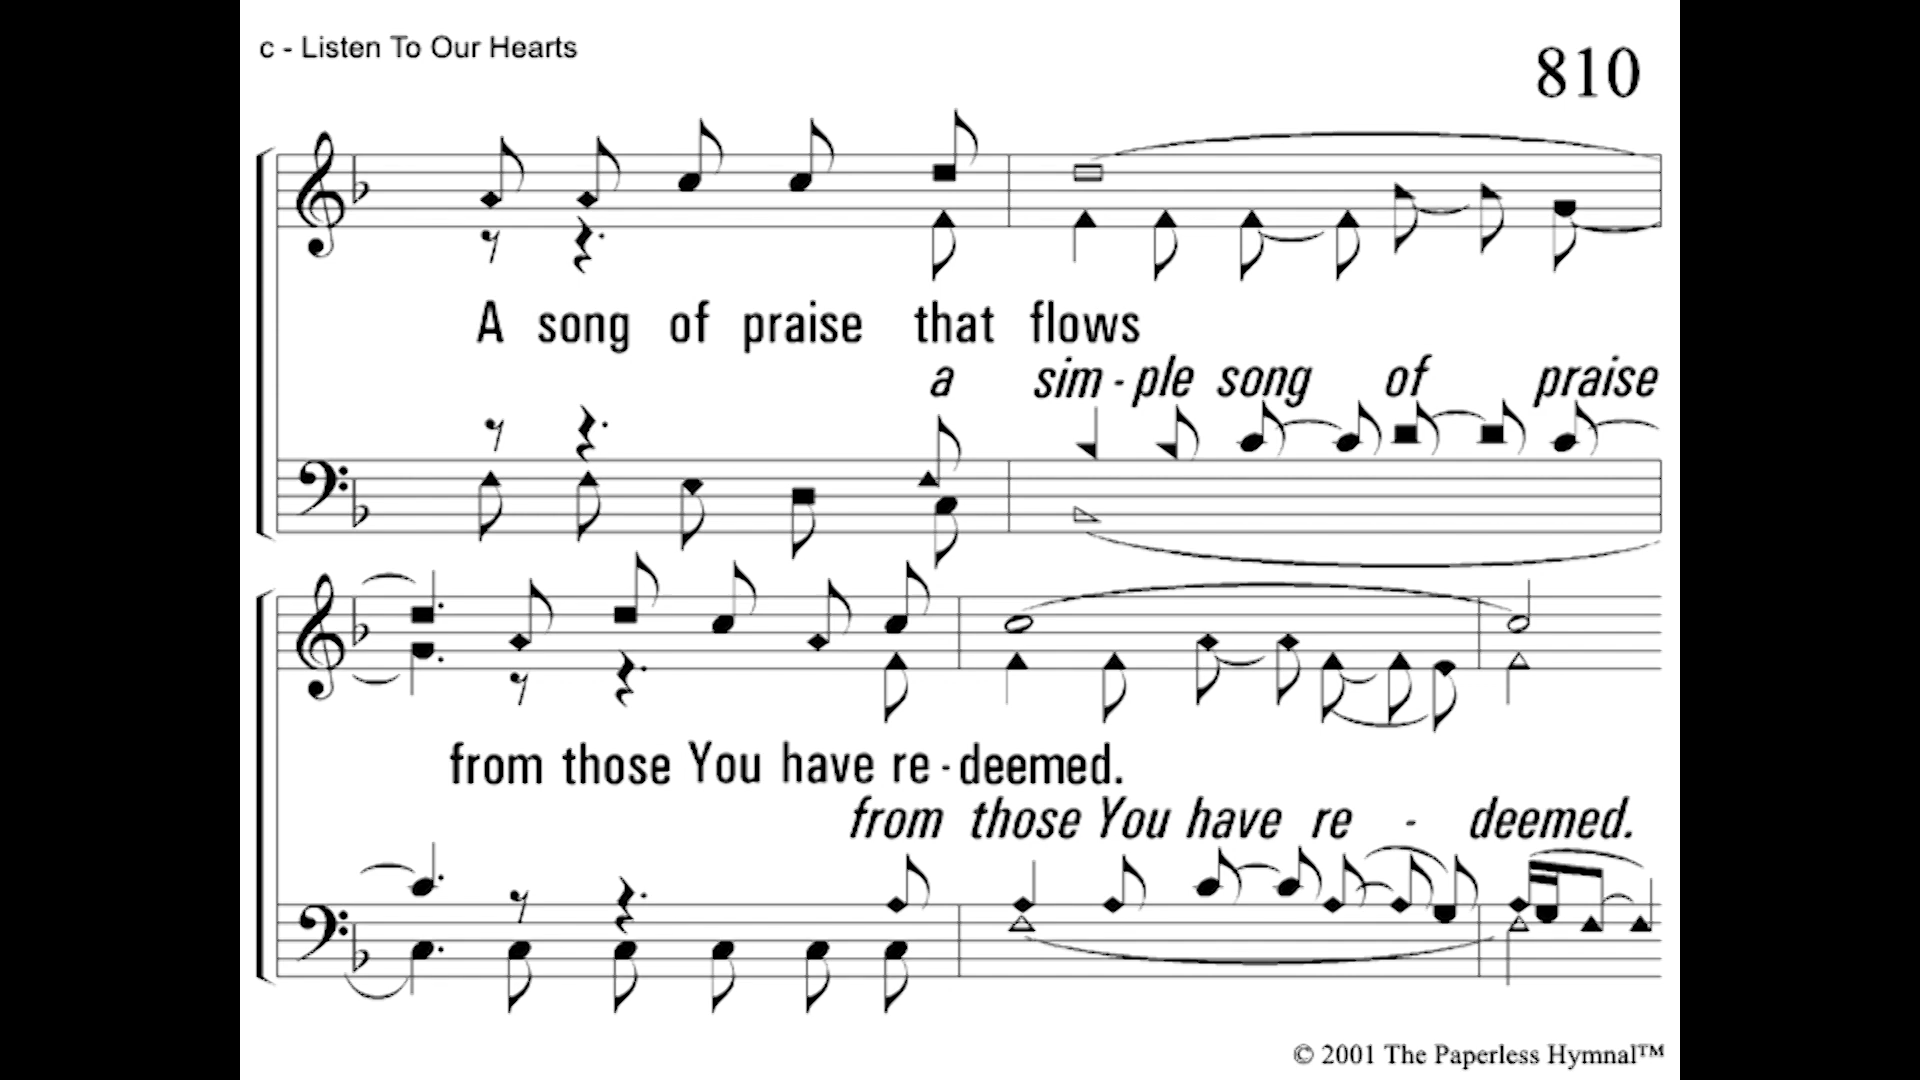 c - Listen To Our Hearts
810
A song of praise that flows
a sim - ple song of praise
from those You have re - deemed.
from those You have re - deemed.
© 2001 The Paperless Hymnal™